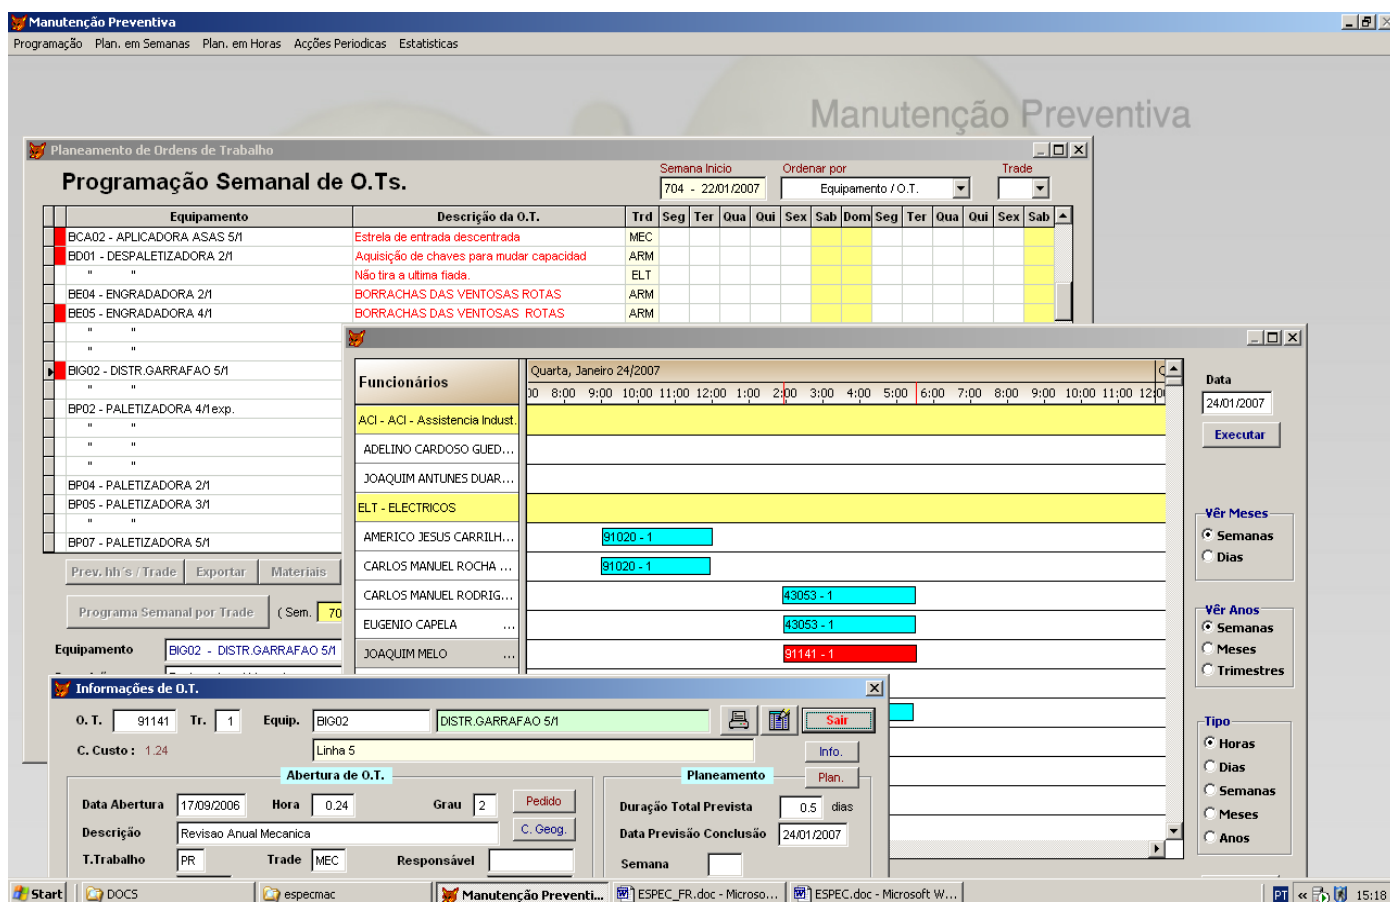 Manutenção Preventiva
Programação Plan. em Semanas Plan. em Horas Acções Periodicas Estatisticas
Manutenção Preventiva
Planeamento de Ordens de Trabalho
Programação Semanal de O.Ts.
Semana Inicio Ordenar por Trade
704 - 22/01/2007 Equipamento / O.T.
Equipamento Descrição da O.T. Trd Seg Ter Qua Qui Sex Sab Dom Seg Ter Qua Qui Sex Sab
BCA02 - APLICADORA ASAS 5/1 Estrela de entrada descentrada MEC
BD01 - DESPALETIZADORA 2/1 Aquisição de chaves para mudar capacidad ARM
" " Não tira a ultima fiada. ELT
BE04 - ENGRADADORA 2/1 BORRACHAS DAS VENTOSAS ROTAS ARM
BE05 - ENGRADADORA 4/1 BORRACHAS DAS VENTOSAS ROTAS ARM
" "
" "
BIG02 - DISTR.GARRAFAO 5/1
" "
BP02 - PALETIZADORA 4/1exp.
" "
" "
" "
BP04 - PALETIZADORA 2/1
BP05 - PALETIZADORA 3/1
" "
BP07 - PALETIZADORA 5/1
Prev. hh´s / Trade Exportar Materiais
Programa Semanal por Trade ( Sem. 70
Equipamento BIG02 - DISTR.GARRAFAO 5/1
Funcionários
Quarta, Janeiro 24/2007
00 8:00 9:00 10:00 11:00 12:00 1:00 2:00 3:00 4:00 5:00 6:00 7:00 8:00 9:00 10:00 11:00 12:0
ACI - ACI - Assistencia Indust.
ADELINO CARDOSO GUED...
JOAQUIM ANTUNES DUAR...
ELT - ELECTRICOS
AMERICO JESUS CARRILH... 91020 - 1
CARLOS MANUEL ROCHA ... 91020 - 1
CARLOS MANUEL RODRIG... 43053 - 1
EUGENIO CAPELA ... 43053 - 1
JOAQUIM MELO ... 91141 - 1
Data
24/01/2007
Executar
Vêr Meses
Semanas
Dias
Vêr Anos
Semanas
Meses
Trimestres
Tipo
Horas
Dias
Semanas
Meses
Anos
Informações de O.T.
O. T. 91141 Tr. 1 Equip. BIG02 DISTR.GARRAFAO 5/1 Sair
C. Custo : 1.24 Linha 5 Info.
Abertura de O.T. Planeamento Plan.
Data Abertura 17/09/2006 Hora 0.24 Grau 2 Pedido
Duração Total Prevista 0.5 dias
Descrição Revisao Anual Mecanica C. Geog.
Data Previsão Conclusão 24/01/2007
T.Trabalho PR Trade MEC Responsável
Semana
Start DOCS especmac Manutenção Preventi... ESPEC_FR.doc - Microso... ESPEC.doc - Microsoft W... PT « 15:18